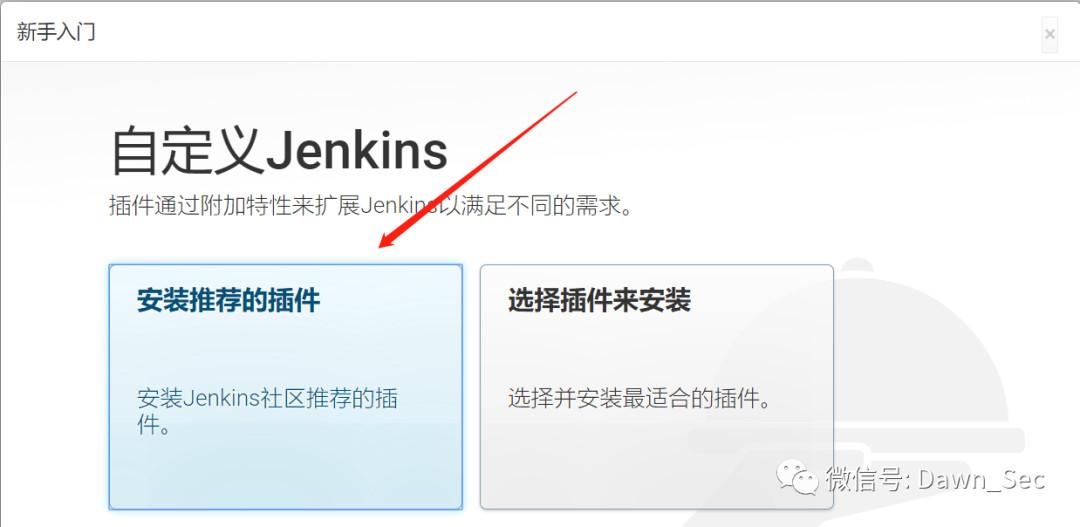 新手入门
×
自定义Jenkins
插件通过附加特性来扩展Jenkins以满足不同的需求。
安装推荐的插件
安装Jenkins社区推荐的插
件。
选择插件来安装
选择并安装最适合的插件。
微信号: Dawn_Sec